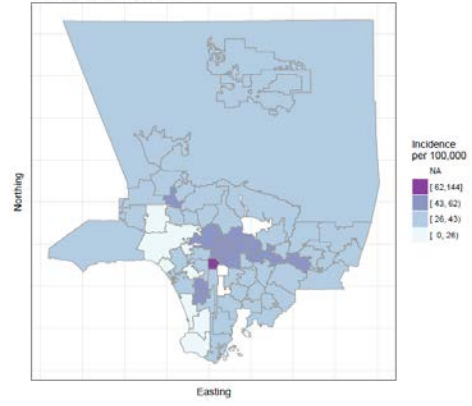 Northing
Easting
Incidence
per 100,000
NA
[ 62,144]
[ 43, 62)
[ 26, 43)
[ 0, 26)